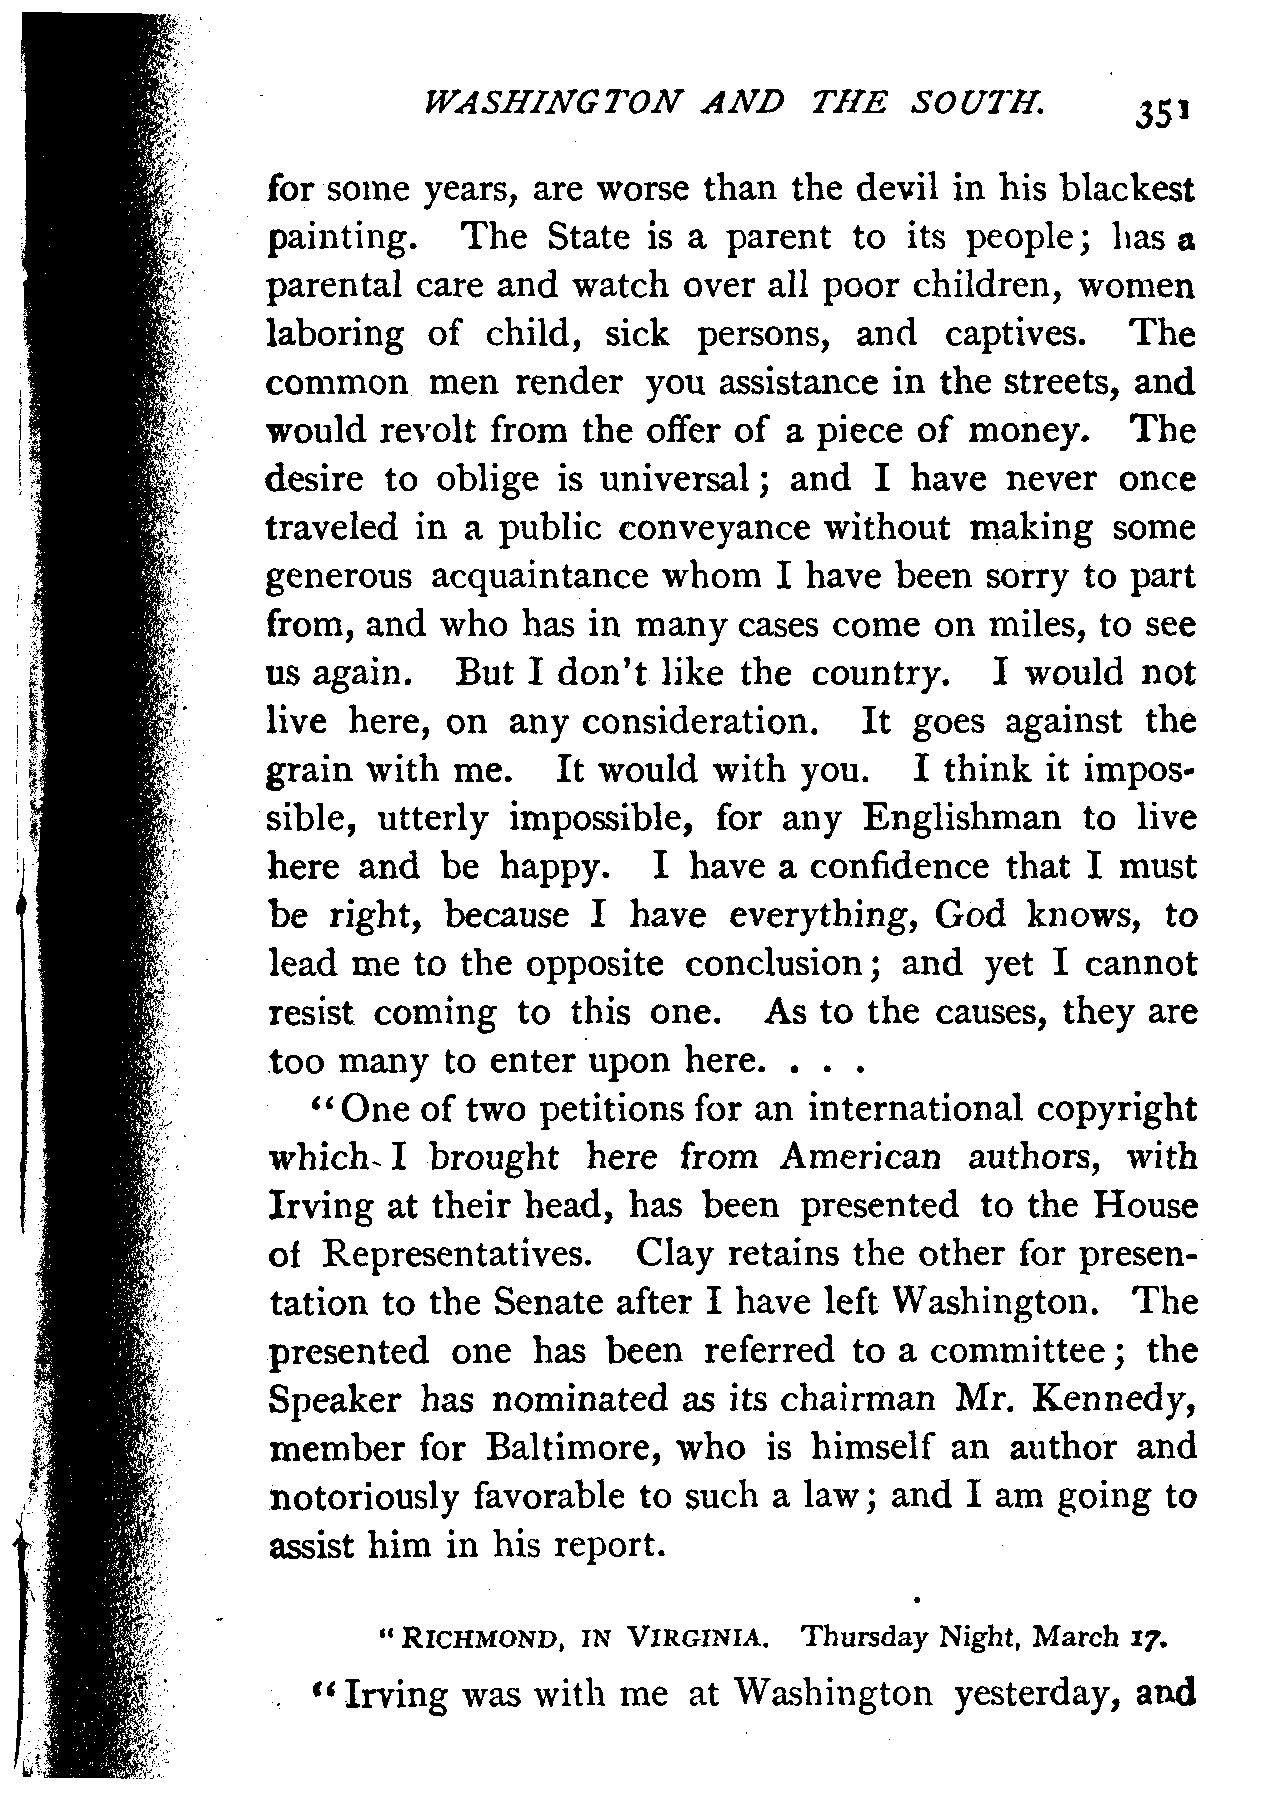 WASHINGTON AND THE SOUTH. 351
for some years, are worse than the devil in his blackest
painting. The State is a parent to its people; has a
parental care and watch over all poor children, women
laboring of child, sick persons, and captives. The
common men render you assistance in the streets, and
would revolt from the offer of a piece of money. The
desire to oblige is universal; and I have never once
traveled in a public conveyance without making some
generous acquaintance whom I have been sorry to part
from, and who has in many cases come on miles, to see
us again. But I don't like the country. I would not
live here, on any consideration. It goes against the
grain with me. It would with you. I think it impos-
sible, utterly impossible, for any Englishman to live
here and be happy. I have a confidence that I must
be right, because I have everything, God knows, to
lead me to the opposite conclusion; and yet I cannot
resist coming to this one. As to the causes, they are
too many to enter upon here. . . .
"One of two petitions for an international copyright
which I brought here from American authors, with
Irving at their head, has been presented to the House
of Representatives. Clay retains the other for presen-
tation to the Senate after I have left Washington. The
presented one has been referred to a committee; the
Speaker has nominated as its chairman Mr. Kennedy,
member for Baltimore, who is himself an author and
notoriously favorable to such a law; and I am going to
assist him in his report.
"RICHMOND, IN VIRGINIA. Thursday Night, March 17.
"Irving was with me at Washington yesterday, and